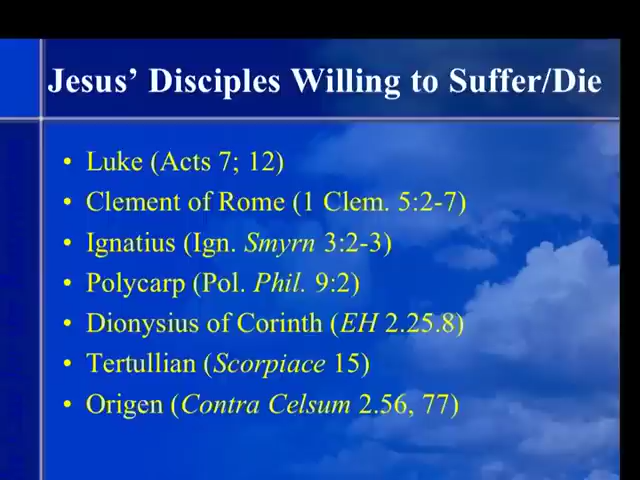 Jesus’ Disciples Willing to Suffer/Die
• Luke (Acts 7; 12)
• Clement of Rome (1 Clem. 5:2-7)
• Ignatius (Ign. Smyrn 3:2-3)
• Polycarp (Pol. Phil. 9:2)
• Dionysius of Corinth (EH 2.25.8)
• Tertullian (Scorpiace 15)
• Origen (Contra Celsum 2.56, 77)